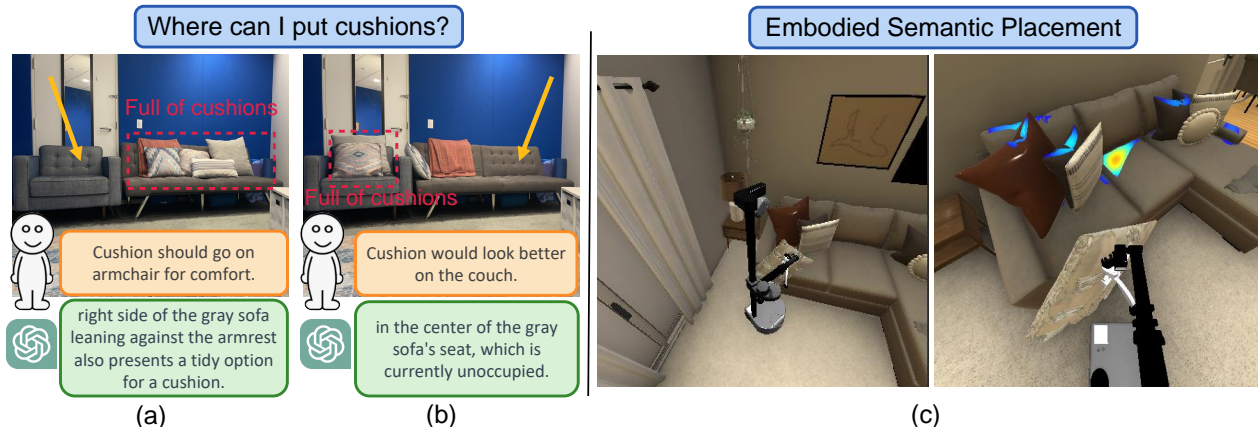 Where can I put cushions?
Embodied Semantic Placement
Full of cushions
Full of cushions
Cushion should go on
armchair for comfort.
Cushion would look better
on the couch.
right side of the gray sofa
leaning against the armrest
also presents a tidy option
for a cushion.
in the center of the gray
sofa's seat, which is
currently unoccupied.
(a)
(b)
(c)